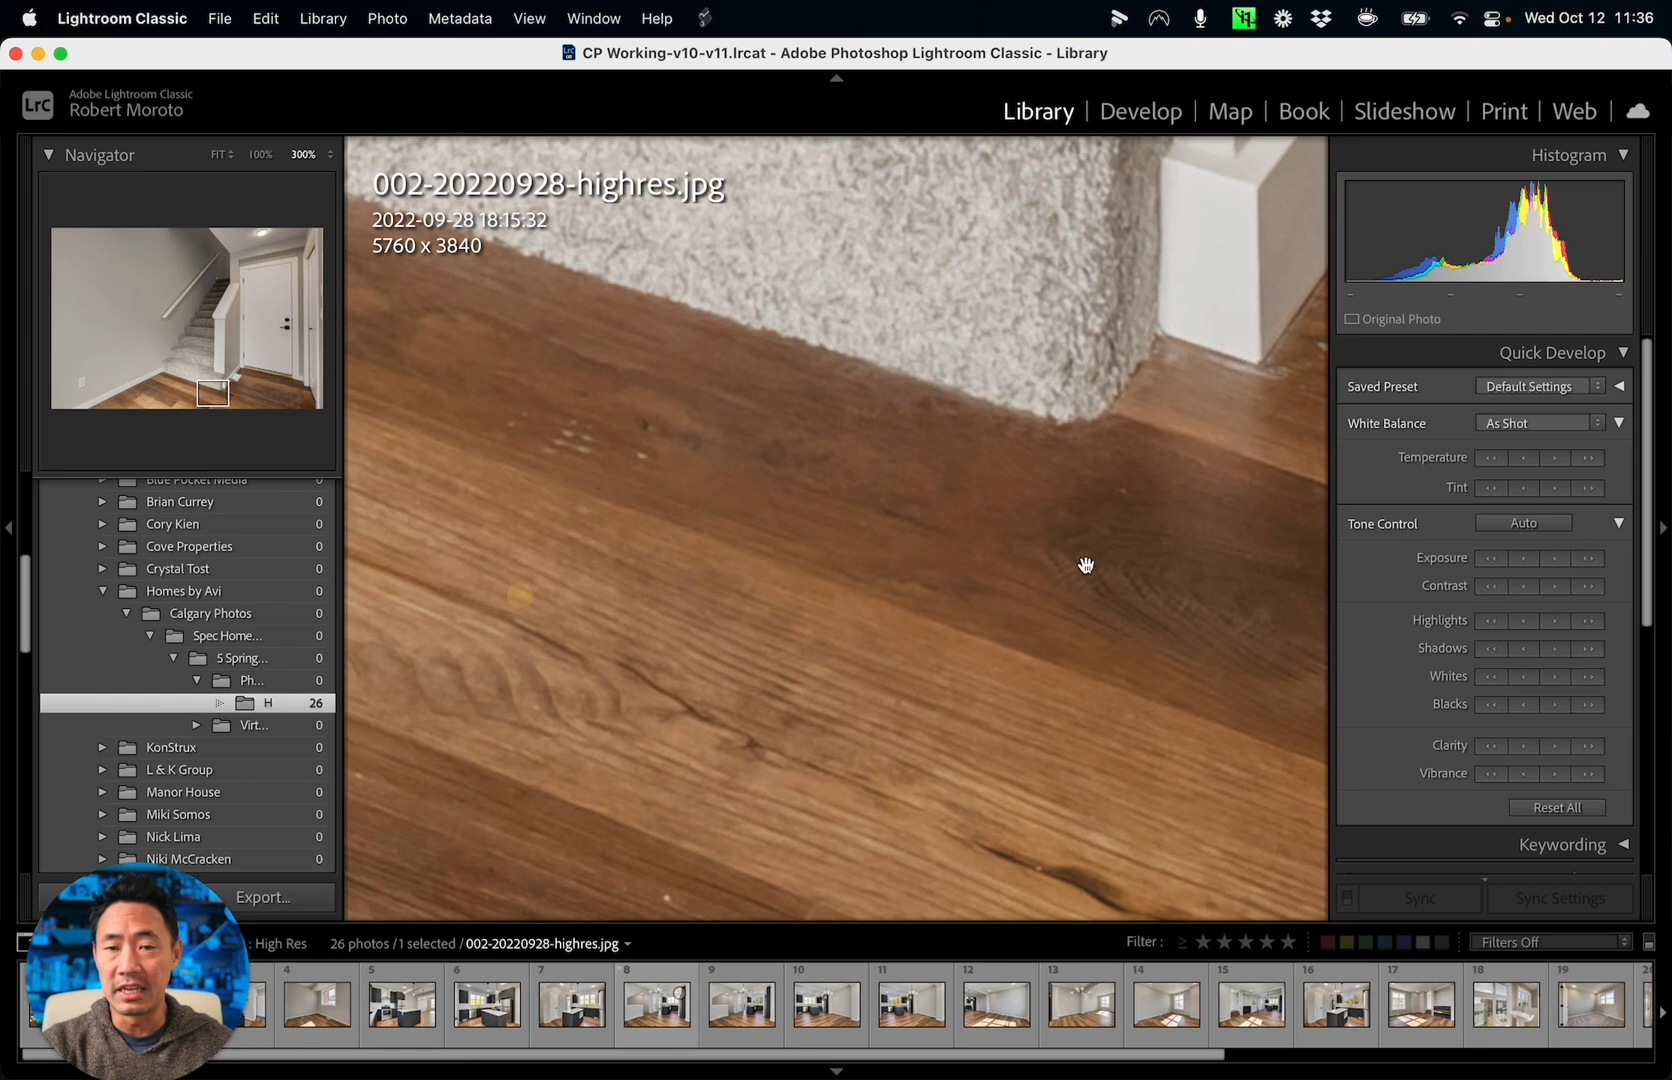 Lightroom Classic File Edit Library Photo Metadata View Window Help Wed Oct 12 11:36
CP Working-v10-v11.lrcat - Adobe Photoshop Lightroom Classic - Library
LrC
Adobe Lightroom Classic
Robert Moroto
Library | Develop | Map | Book | Slideshow | Print | Web
Navigator FIT 100% 300%
002-20220928-highres.jpg
2022-09-28 18:15:32
5760 x 3840
Blue Pocket Media 0
Brian Currey 0
Cory Kien 0
Cove Properties 0
Crystal Tost 0
Homes by Avi 0
Calgary Photos 0
Spec Home... 0
5 Spring... 0
Ph... 0
H 26
Virt... 0
KonStrux 0
L & K Group 0
Manor House 0
Miki Somos 0
Nick Lima 0
Niki McCracken 0
Export...
Histogram
Original Photo
Quick Develop
Saved Preset Default Settings
White Balance As Shot
Temperature
Tint
Tone Control Auto
Exposure
Contrast
Highlights
Shadows
Whites
Blacks
Clarity
Vibrance
Reset All
Keywording
Sync Sync Settings
: High Res 26 photos / 1 selected / 002-20220928-highres.jpg Filter : Filters Off
4 5 6 7 8 9 10 11 12 13 14 15 16 17 18 19